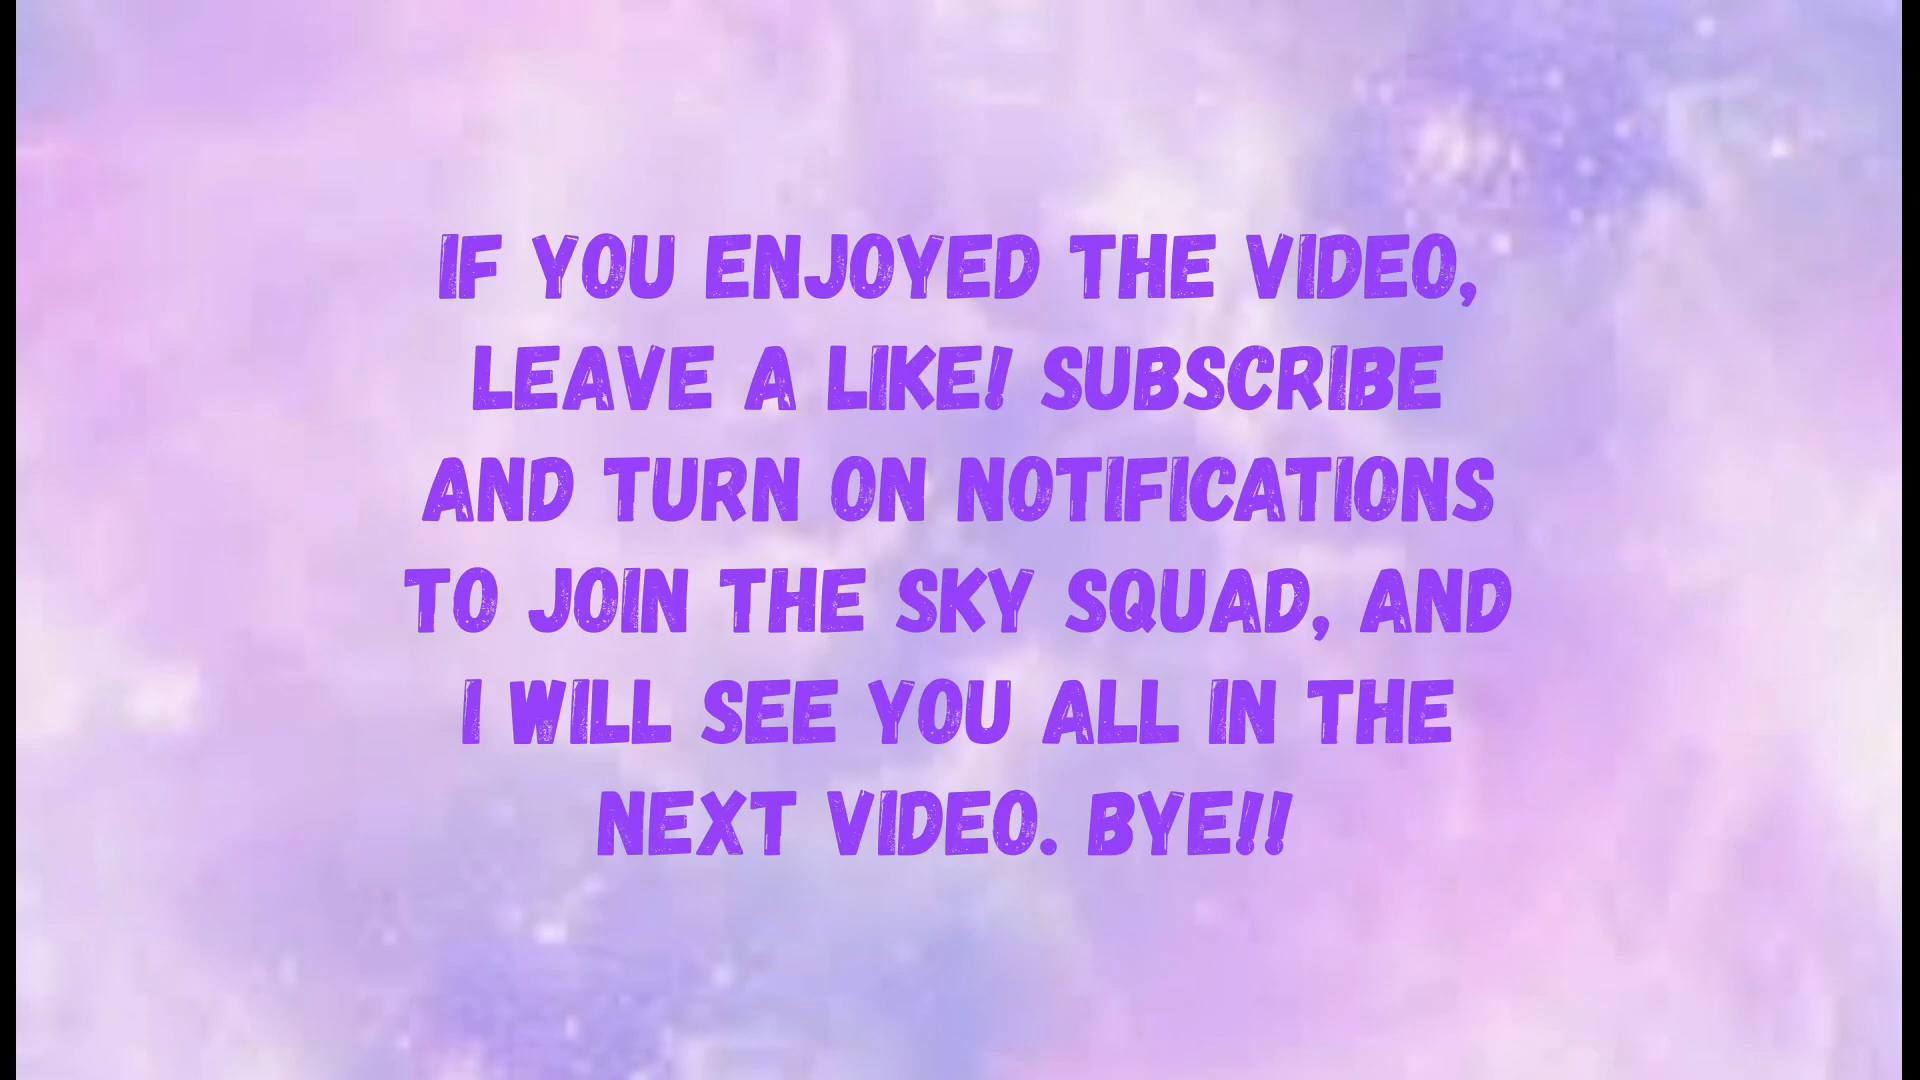 IF YOU ENJOYED THE VIDEO,
LEAVE A LIKE! SUBSCRIBE
AND TURN ON NOTIFICATIONS
TO JOIN THE SKY SQUAD, AND
I WILL SEE YOU ALL IN THE
NEXT VIDEO. BYE!!